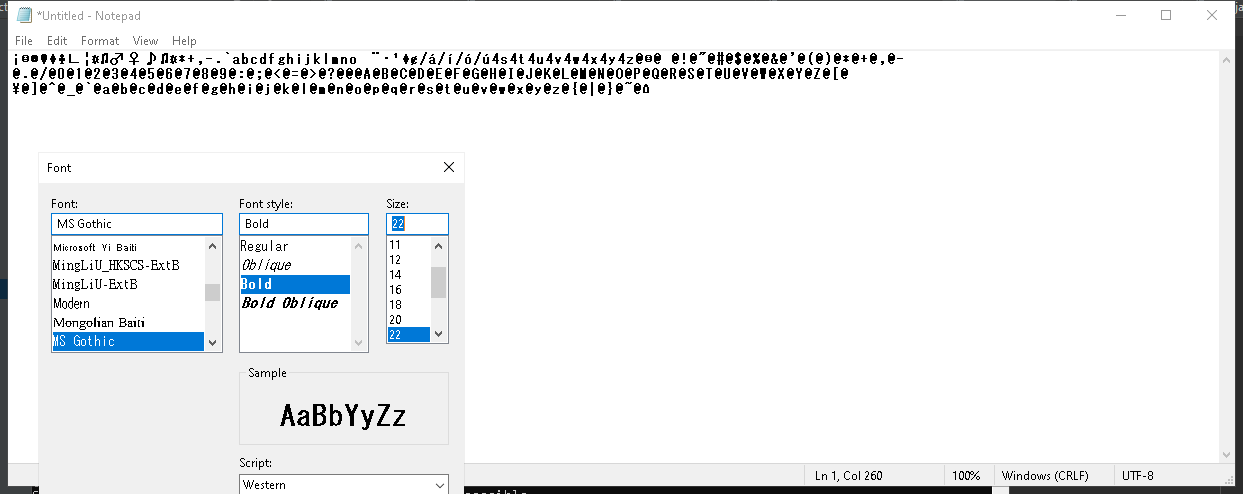 *Untitled - Notepad
File Edit Format View Help
@.@/@0@1@2@3@4@5@6@7@8@9@:@;@<@=@>@?@@@A@B@C@D@E@F@G@H@I@J@K@L@M@N@O@P@Q@R@S@T@U@V@W@X@Y@Z@[@
¥@]@^@_@`@a@b@c@d@e@f@g@h@i@j@k@l@m@n@o@p@q@r@s@t@u@v@w@x@y@z@{@|@}@~@
Font
Font: Font style: Size:
MS Gothic Bold 22
Microsoft Yi Baiti Regular 11
MingLiU_HKSCS-ExtB Oblique 12
MingLiU-ExtB Bold 14
Modern Bold Oblique 16
Mongolian Baiti 18
MS Gothic 20
22
Sample
AaBbYyZz
Script:
Western
Ln 1, Col 260 100% Windows (CRLF) UTF-8